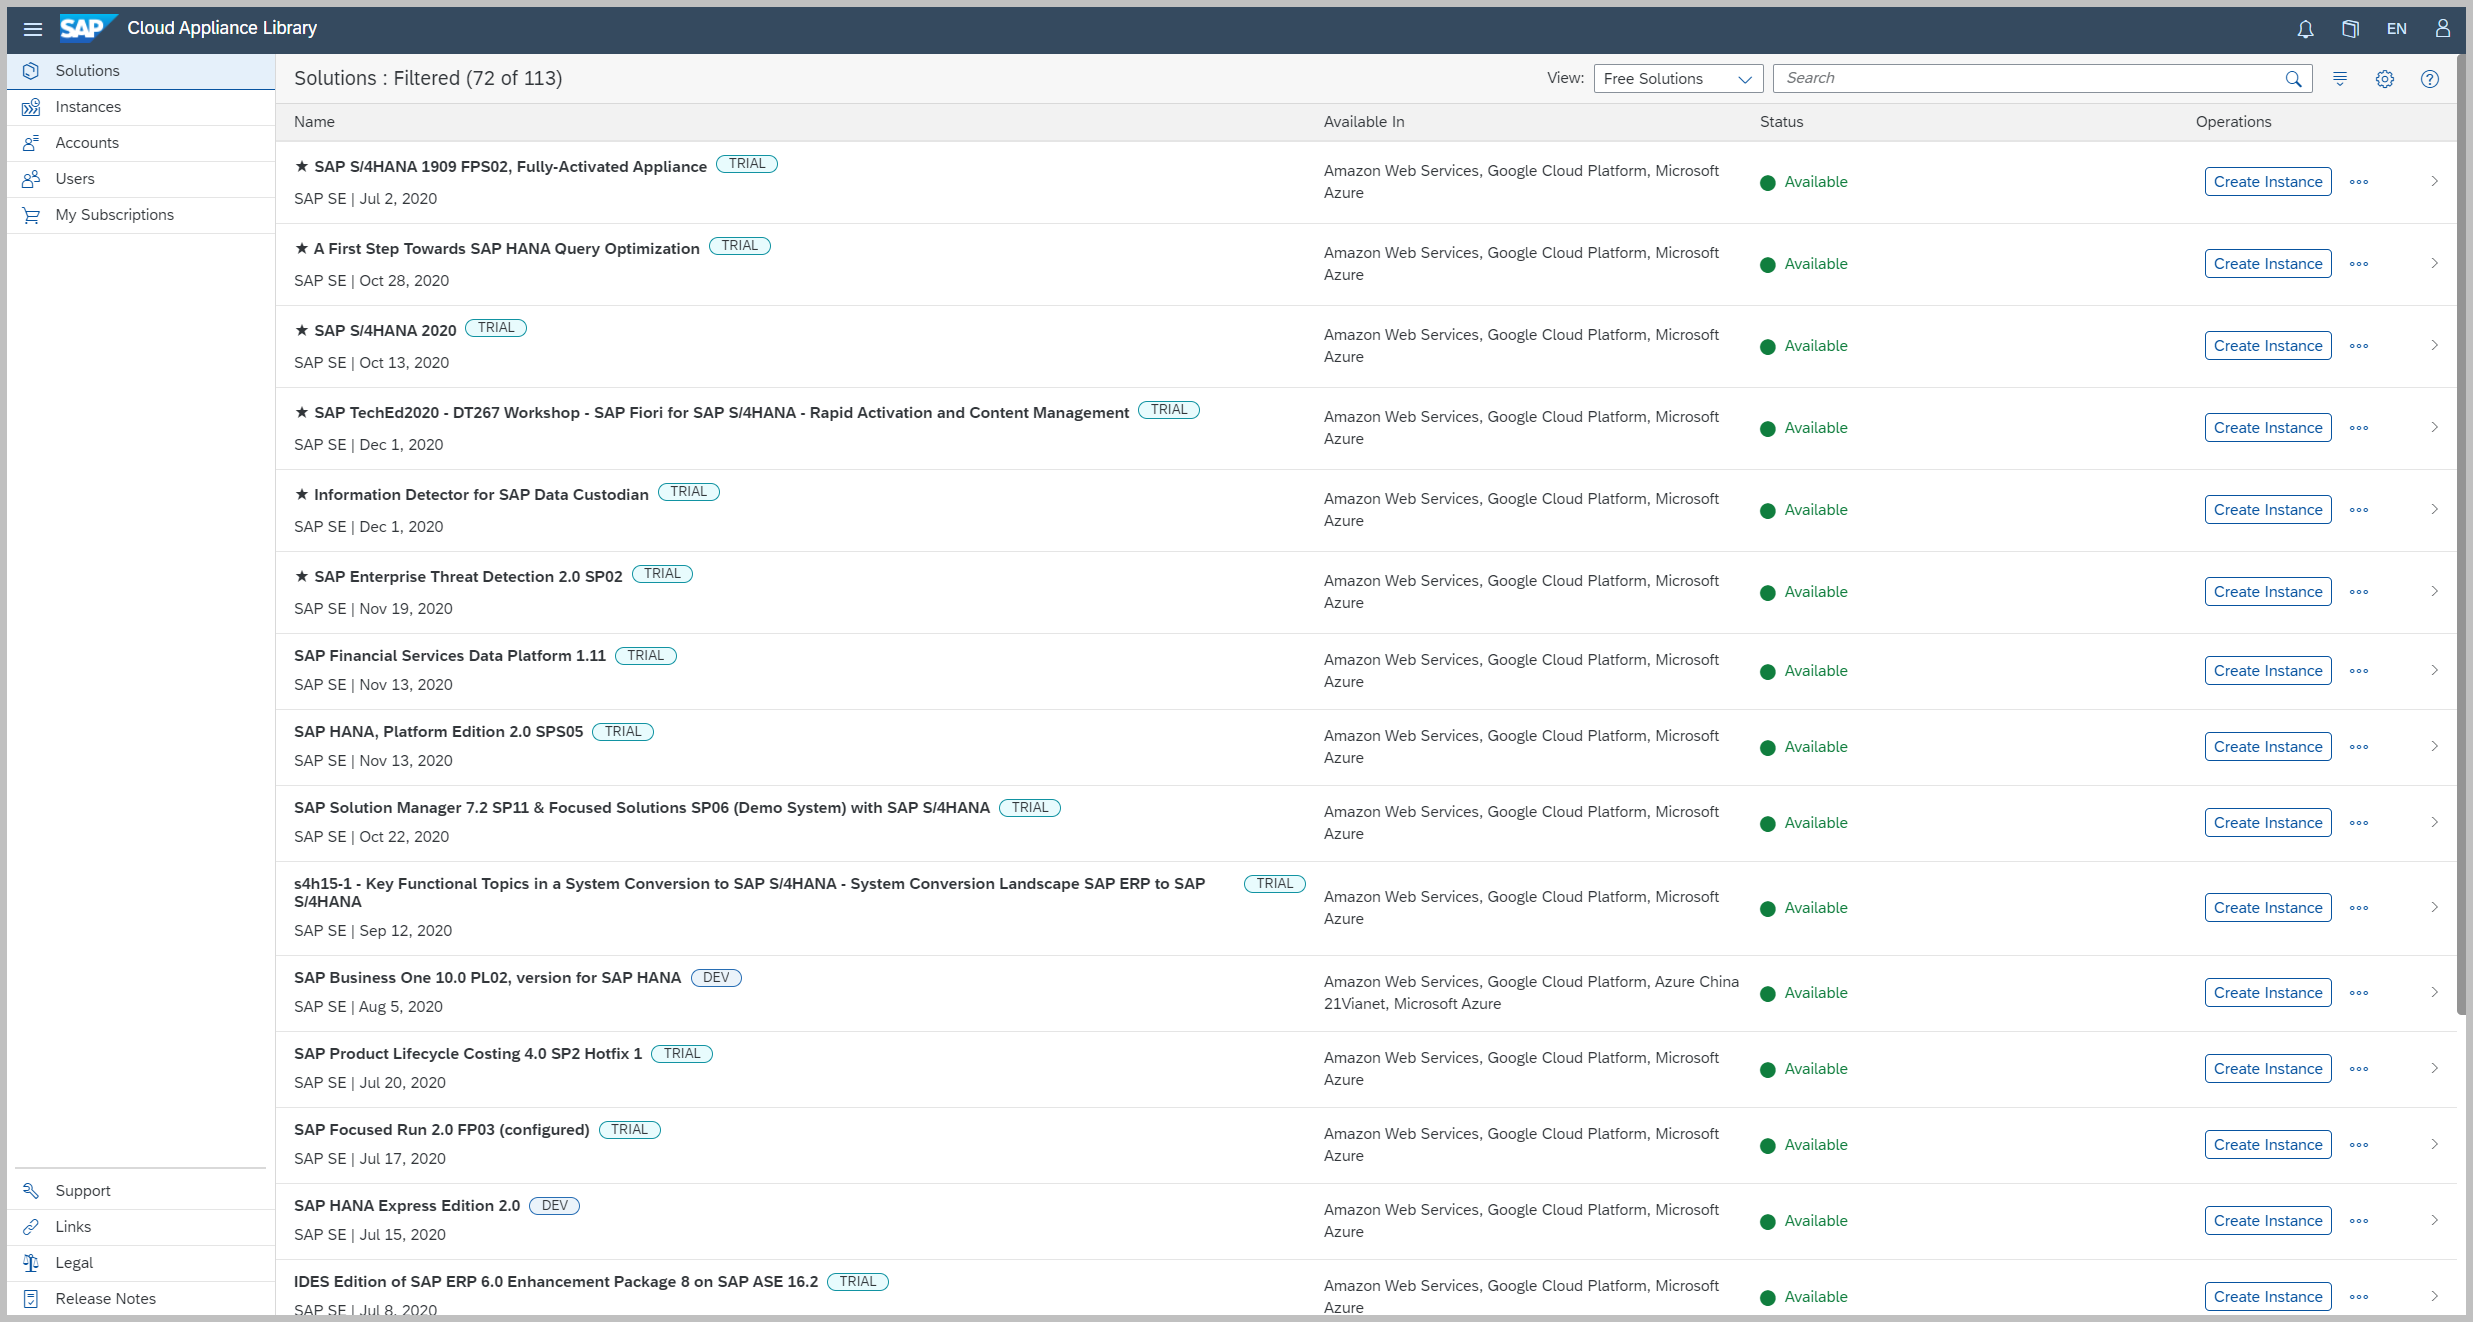 SAP Cloud Appliance Library
EN
Solutions
Instances
Accounts
Users
My Subscriptions
Support
Links
Legal
Release Notes
Solutions : Filtered (72 of 113)
View: Free Solutions
Search
Name Available In Status Operations
★ SAP S/4HANA 1909 FPS02, Fully-Activated Appliance TRIAL
SAP SE | Jul 2, 2020
Amazon Web Services, Google Cloud Platform, Microsoft
Azure
Available
Create Instance
★ A First Step Towards SAP HANA Query Optimization TRIAL
SAP SE | Oct 28, 2020
Amazon Web Services, Google Cloud Platform, Microsoft
Azure
Available
Create Instance
★ SAP S/4HANA 2020 TRIAL
SAP SE | Oct 13, 2020
Amazon Web Services, Google Cloud Platform, Microsoft
Azure
Available
Create Instance
★ SAP TechEd2020 - DT267 Workshop - SAP Fiori for SAP S/4HANA - Rapid Activation and Content Management TRIAL
SAP SE | Dec 1, 2020
Amazon Web Services, Google Cloud Platform, Microsoft
Azure
Available
Create Instance
★ Information Detector for SAP Data Custodian TRIAL
SAP SE | Dec 1, 2020
Amazon Web Services, Google Cloud Platform, Microsoft
Azure
Available
Create Instance
★ SAP Enterprise Threat Detection 2.0 SP02 TRIAL
SAP SE | Nov 19, 2020
Amazon Web Services, Google Cloud Platform, Microsoft
Azure
Available
Create Instance
SAP Financial Services Data Platform 1.11 TRIAL
SAP SE | Nov 13, 2020
Amazon Web Services, Google Cloud Platform, Microsoft
Azure
Available
Create Instance
SAP HANA, Platform Edition 2.0 SPS05 TRIAL
SAP SE | Nov 13, 2020
Amazon Web Services, Google Cloud Platform, Microsoft
Azure
Available
Create Instance
SAP Solution Manager 7.2 SP11 & Focused Solutions SP06 (Demo System) with SAP S/4HANA TRIAL
SAP SE | Oct 22, 2020
Amazon Web Services, Google Cloud Platform, Microsoft
Azure
Available
Create Instance
s4h15-1 - Key Functional Topics in a System Conversion to SAP S/4HANA - System Conversion Landscape SAP ERP to SAP TRIAL
S/4HANA
SAP SE | Sep 12, 2020
Amazon Web Services, Google Cloud Platform, Microsoft
Azure
Available
Create Instance
SAP Business One 10.0 PL02, version for SAP HANA DEV
SAP SE | Aug 5, 2020
Amazon Web Services, Google Cloud Platform, Azure China
21Vianet, Microsoft Azure
Available
Create Instance
SAP Product Lifecycle Costing 4.0 SP2 Hotfix 1 TRIAL
SAP SE | Jul 20, 2020
Amazon Web Services, Google Cloud Platform, Microsoft
Azure
Available
Create Instance
SAP Focused Run 2.0 FP03 (configured) TRIAL
SAP SE | Jul 17, 2020
Amazon Web Services, Google Cloud Platform, Microsoft
Azure
Available
Create Instance
SAP HANA Express Edition 2.0 DEV
SAP SE | Jul 15, 2020
Amazon Web Services, Google Cloud Platform, Microsoft
Azure
Available
Create Instance
IDES Edition of SAP ERP 6.0 Enhancement Package 8 on SAP ASE 16.2 TRIAL
SAP SE | Jul 8, 2020
Amazon Web Services, Google Cloud Platform, Microsoft
Azure
Available
Create Instance